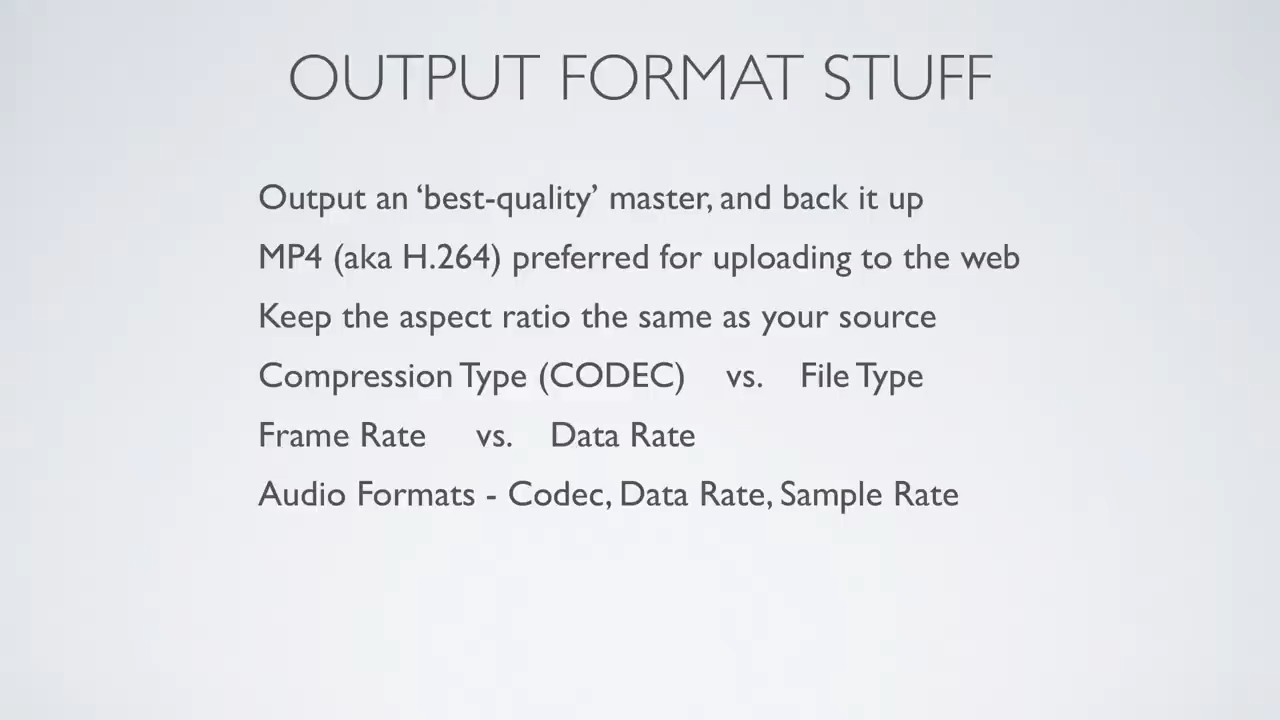 OUTPUT FORMAT STUFF
Output an ‘best-quality’ master, and back it up
MP4 (aka H.264) preferred for uploading to the web
Keep the aspect ratio the same as your source
Compression Type (CODEC) vs. File Type
Frame Rate vs. Data Rate
Audio Formats - Codec, Data Rate, Sample Rate